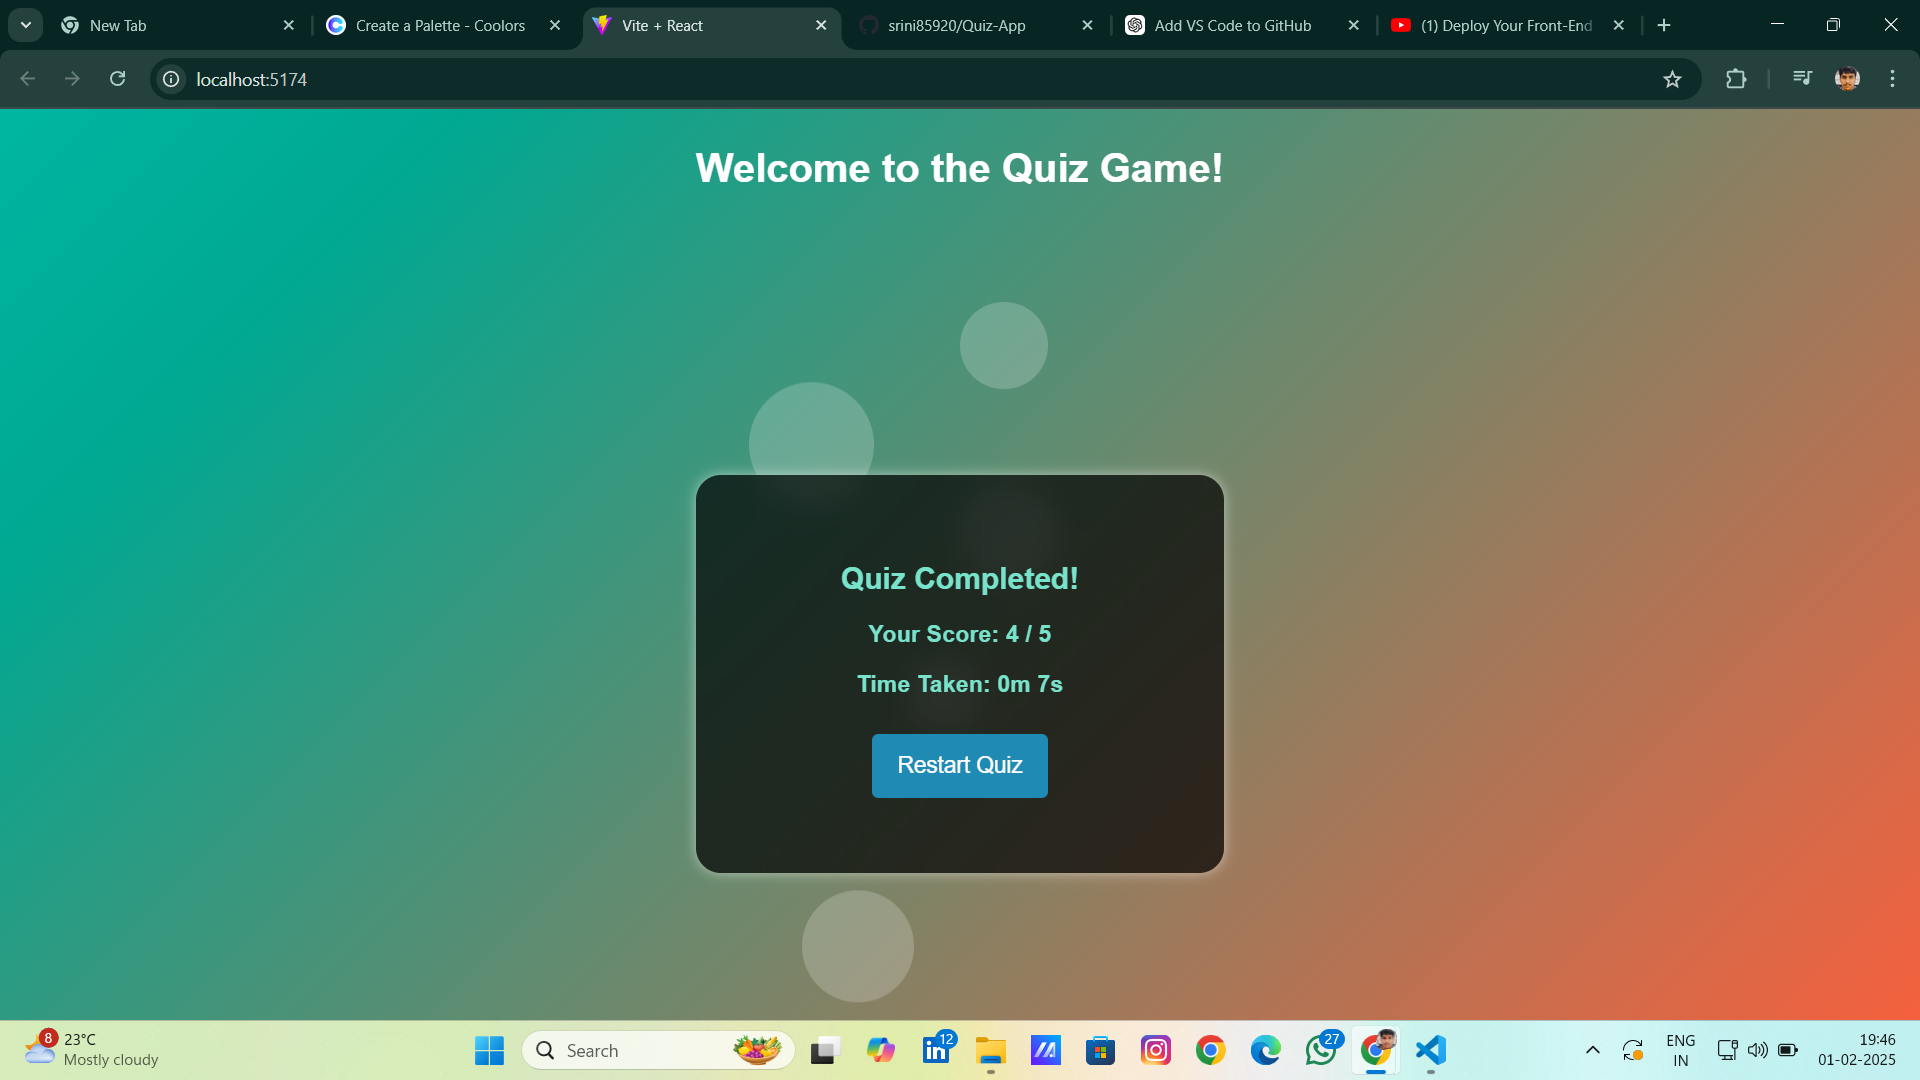 New Tab
Create a Palette - Coolors
Vite + React
srini85920/Quiz-App
Add VS Code to GitHub
(1) Deploy Your Front-End
localhost:5174
Welcome to the Quiz Game!
Quiz Completed!
Your Score: 4 / 5
Time Taken: 0m 7s
Restart Quiz
8
23°C
Mostly cloudy
Search
12
27
ENG
IN
19:46
01-02-2025